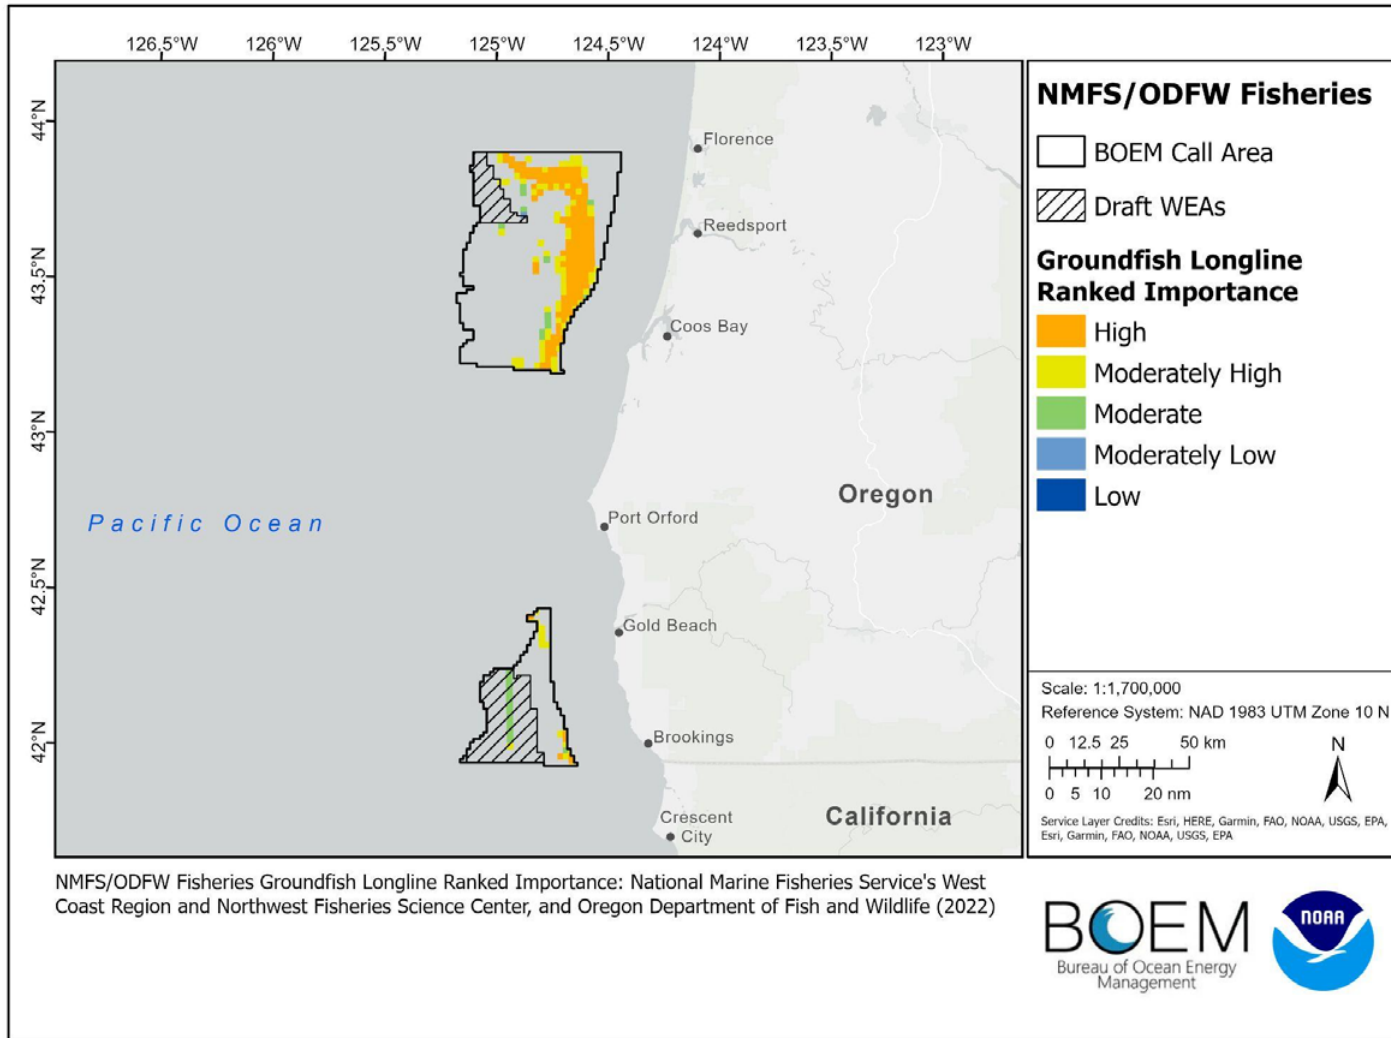 126.5°W 126°W 125.5°W 125°W 124.5°W 124°W 123.5°W 123°W
44°N
43.5°N
43°N
42.5°N
42°N
Florence
Reedsport
Coos Bay
Oregon
Pacific Ocean
Port Orford
Gold Beach
Brookings
California
Crescent
City
NMFS/ODFW Fisheries
BOEM Call Area
Draft WEAs
Groundfish Longline
Ranked Importance
High
Moderately High
Moderate
Moderately Low
Low
Scale: 1:1,700,000
Reference System: NAD 1983 UTM Zone 10 N
0 12.5 25 50 km
0 5 10 20 nm
N
Service Layer Credits: Esri, HERE, Garmin, FAO, NOAA, USGS, EPA,
Esri, Garmin, FAO, NOAA, USGS, EPA
NMFS/ODFW Fisheries Groundfish Longline Ranked Importance: National Marine Fisheries Service's West
Coast Region and Northwest Fisheries Science Center, and Oregon Department of Fish and Wildlife (2022)
BOEM
Bureau of Ocean Energy
Management
NOAA